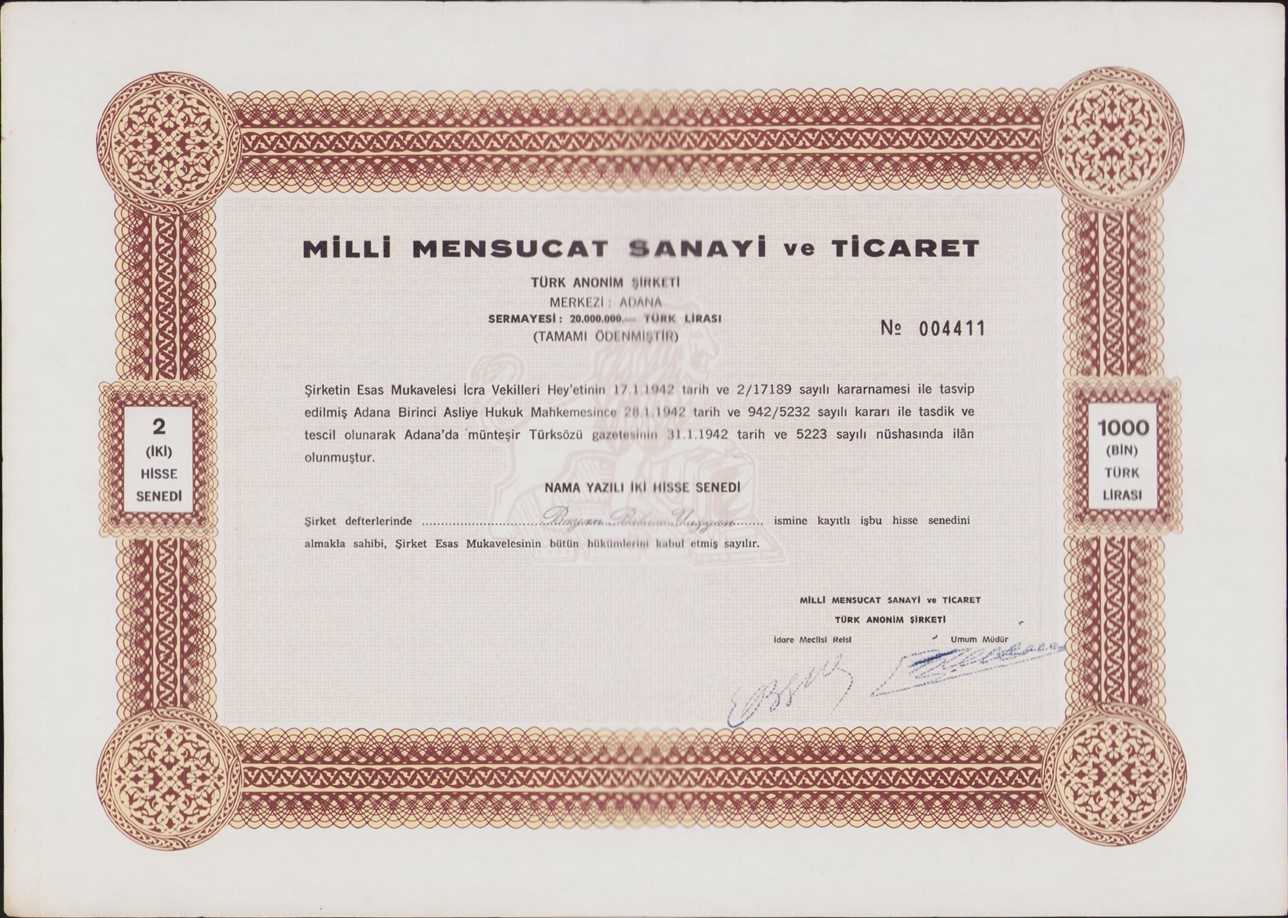 MİLLİ MENSUCAT SANAYİ ve TİCARET
TÜRK ANONİM ŞİRKETİ
MERKEZİ : ADANA
SERMAYESİ : 20.000.000.— TÜRK LİRASI
(TAMAMI ÖDENMİŞTİR)
№ 004411
Şirketin Esas Mukavelesi İcra Vekilleri Hey'etinin 17.1.1942 tarih ve 2/17189 sayılı kararnamesi ile tasvip
edilmiş Adana Birinci Asliye Hukuk Mahkemesince 28.1.1942 tarih ve 942/5232 sayılı kararı ile tasdik ve
tescil olunarak Adana'da münteşir Türksözü gazetesinin 31.1.1942 tarih ve 5223 sayılı nüshasında ilân
olunmuştur.
2
(İKİ)
HİSSE
SENEDİ
1000
(BİN)
TÜRK
LİRASI
NAMA YAZILI İKİ HİSSE SENEDİ
Şirket defterlerinde ismine kayıtlı işbu hisse senedini
almakla sahibi, Şirket Esas Mukavelesinin bütün hükümlerini kabul etmiş sayılır.
MİLLİ MENSUCAT SANAYİ ve TİCARET
TÜRK ANONİM ŞİRKETİ
İdare Meclisi Reisi Umum Müdür